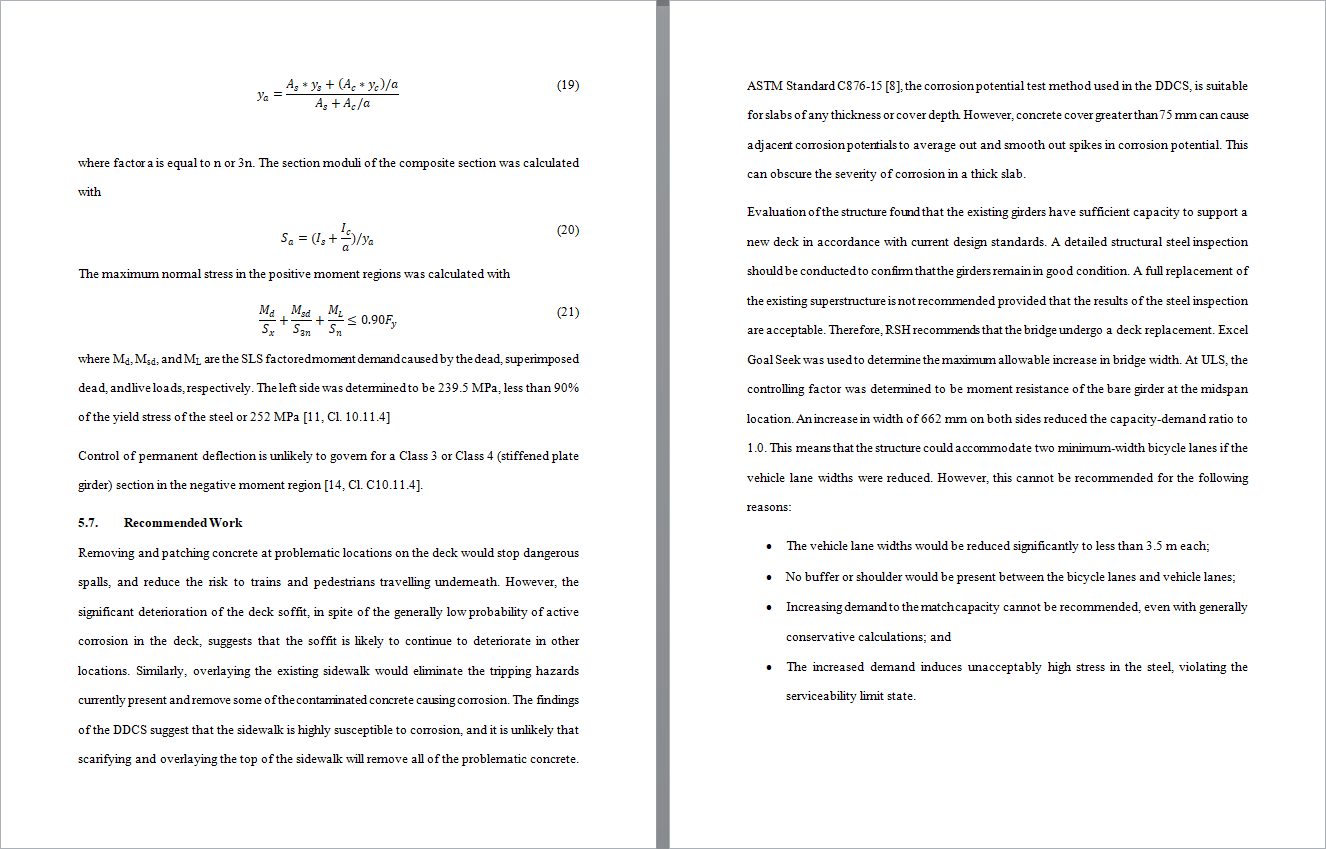 yₐ = (Aₛ * yₛ + (A_c * y_c)/a) / (Aₛ + A_c/a) (19)
where factor a is equal to n or 3n. The section moduli of the composite section was calculated
with
Sₐ = (Iₛ + I_c/a)/yₐ (20)
The maximum normal stress in the positive moment regions was calculated with
M_d/S_x + M_sd/S_3n + M_L/S_n ≤ 0.90F_y (21)
where M_d, M_sd, and M_L are the SLS factored moment demand caused by the dead, superimposed
dead, and live loads, respectively. The left side was determined to be 239.5 MPa, less than 90%
of the yield stress of the steel or 252 MPa [11, Cl. 10.11.4]
Control of permanent deflection is unlikely to govern for a Class 3 or Class 4 (stiffened plate
girder) section in the negative moment region [14, Cl. C10.11.4].
5.7. Recommended Work
Removing and patching concrete at problematic locations on the deck would stop dangerous
spalls, and reduce the risk to trains and pedestrians travelling underneath. However, the
significant deterioration of the deck soffit, in spite of the generally low probability of active
corrosion in the deck, suggests that the soffit is likely to continue to deteriorate in other
locations. Similarly, overlaying the existing sidewalk would eliminate the tripping hazards
currently present and remove some of the contaminated concrete causing corrosion. The findings
of the DDCS suggest that the sidewalk is highly susceptible to corrosion, and it is unlikely that
scarifying and overlaying the top of the sidewalk will remove all of the problematic concrete.
ASTM Standard C876-15 [8], the corrosion potential test method used in the DDCS, is suitable
for slabs of any thickness or cover depth. However, concrete cover greater than 75 mm can cause
adjacent corrosion potentials to average out and smooth out spikes in corrosion potential. This
can obscure the severity of corrosion in a thick slab.
Evaluation of the structure found that the existing girders have sufficient capacity to support a
new deck in accordance with current design standards. A detailed structural steel inspection
should be conducted to confirm that the girders remain in good condition. A full replacement of
the existing superstructure is not recommended provided that the results of the steel inspection
are acceptable. Therefore, RSH recommends that the bridge undergo a deck replacement. Excel
Goal Seek was used to determine the maximum allowable increase in bridge width. At ULS, the
controlling factor was determined to be moment resistance of the bare girder at the midspan
location. An increase in width of 662 mm on both sides reduced the capacity-demand ratio to
1.0. This means that the structure could accommodate two minimum-width bicycle lanes if the
vehicle lane widths were reduced. However, this cannot be recommended for the following
reasons:
• The vehicle lane widths would be reduced significantly to less than 3.5 m each;
• No buffer or shoulder would be present between the bicycle lanes and vehicle lanes;
• Increasing demand to the match capacity cannot be recommended, even with generally
conservative calculations; and
• The increased demand induces unacceptably high stress in the steel, violating the
serviceability limit state.